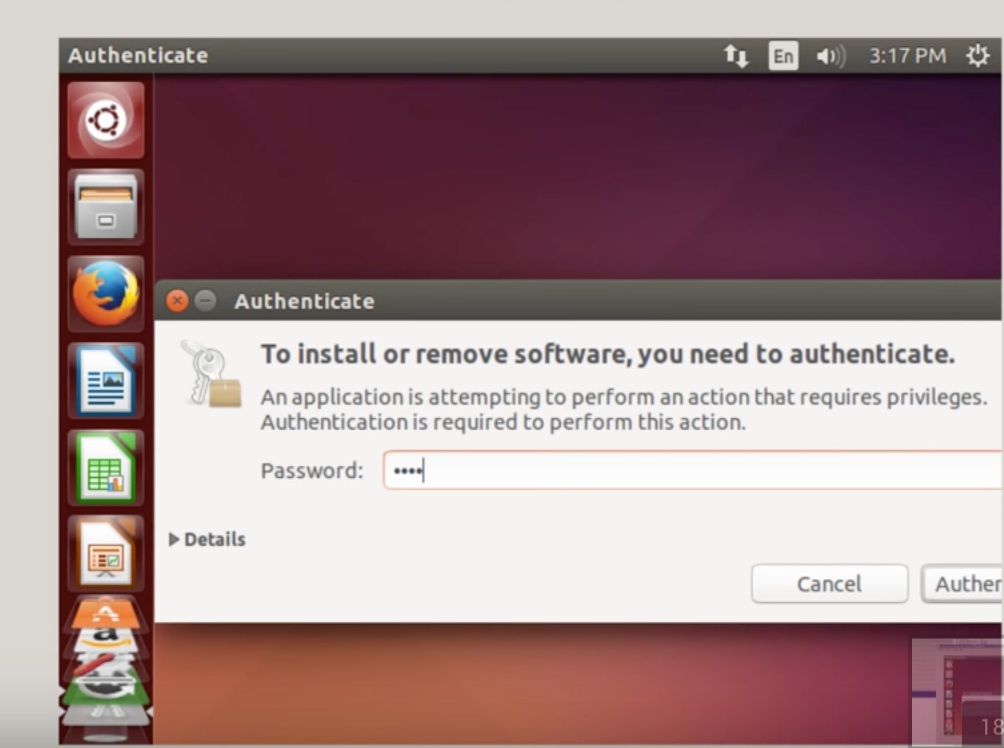 Authenticate
En
3:17 PM
Authenticate
To install or remove software, you need to authenticate.
An application is attempting to perform an action that requires privileges.
Authentication is required to perform this action.
Password:
Details
Cancel
Auther
18